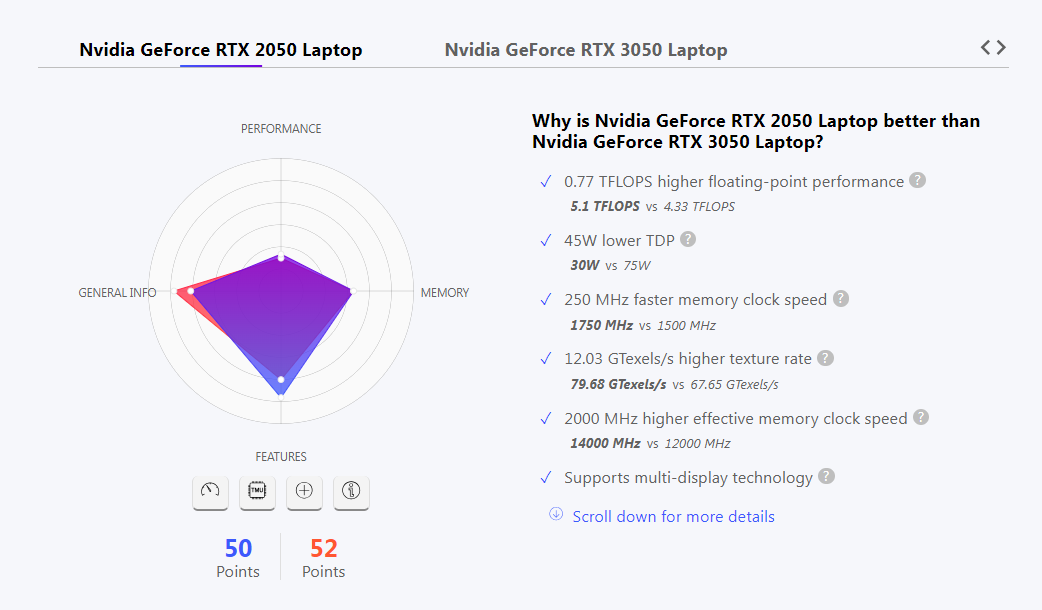 Nvidia GeForce RTX 2050 Laptop
Nvidia GeForce RTX 3050 Laptop
PERFORMANCE
GENERAL INFO
MEMORY
FEATURES
TMU
50
Points
52
Points
Why is Nvidia GeForce RTX 2050 Laptop better than
Nvidia GeForce RTX 3050 Laptop?
0.77 TFLOPS higher floating-point performance ?
5.1 TFLOPS vs 4.33 TFLOPS
45W lower TDP ?
30W vs 75W
250 MHz faster memory clock speed ?
1750 MHz vs 1500 MHz
12.03 GTexels/s higher texture rate ?
79.68 GTexels/s vs 67.65 GTexels/s
2000 MHz higher effective memory clock speed ?
14000 MHz vs 12000 MHz
Supports multi-display technology ?
Scroll down for more details